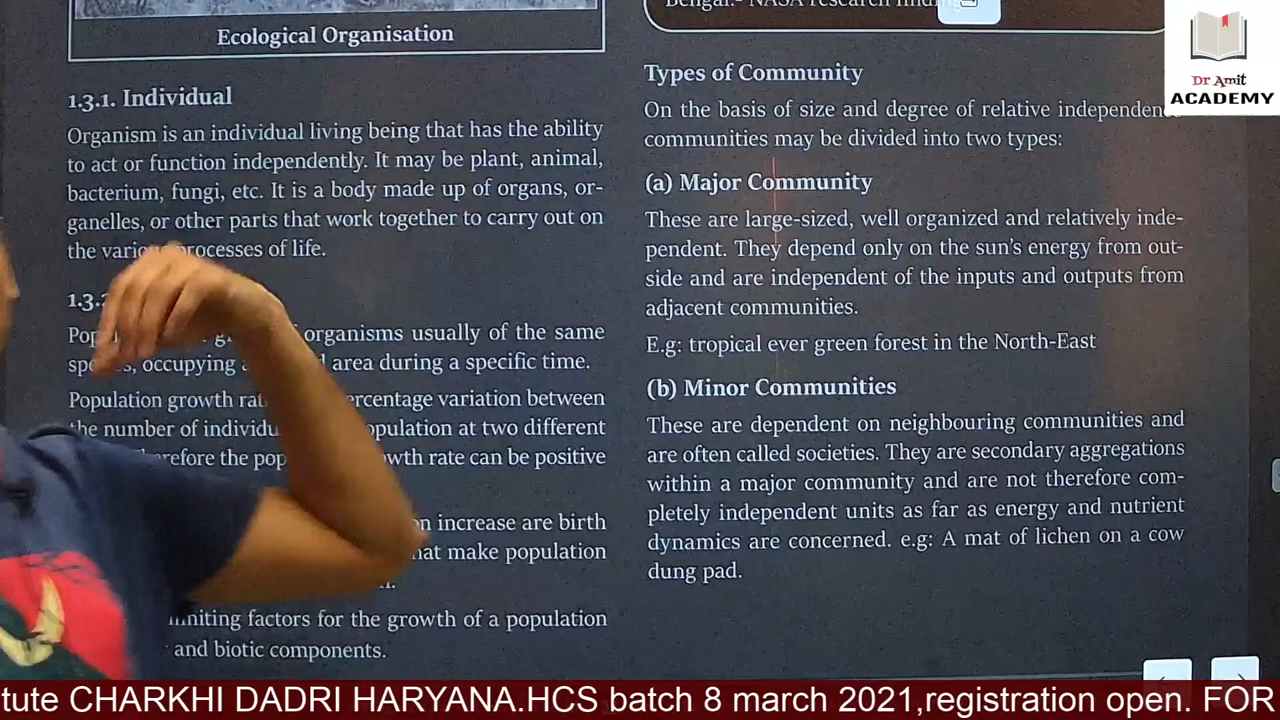 Ecological Organisation
1.3.1. Individual
Organism is an individual living being that has the ability
to act or function independently. It may be plant, animal,
bacterium, fungi, etc. It is a body made up of organs, or-
ganelles, or other parts that work together to carry out on
the various processes of life.
1.3.
organisms usually of the same
occupying area during a specific time.
Population growth percentage variation between
the number of population at two different
the growth rate can be positive
increase are birth
make population
limiting factors for the growth of a population
and biotic components.
Bengal.- NASA research
Types of Community
On the basis of size and degree of relative
communities may be divided into two types:
(a) Major Community
These are large-sized, well organized and relatively inde-
pendent. They depend only on the sun's energy from out-
side and are independent of the inputs and outputs from
adjacent communities.
E.g: tropical ever green forest in the North-East
(b) Minor Communities
These are dependent on neighbouring communities and
are often called societies. They are secondary aggregations
within a major community and are not therefore com-
pletely independent units as far as energy and nutrient
dynamics are concerned. e.g: A mat of lichen on a cow
dung pad.
Dr Amit
ACADEMY
tute CHARKHI DADRI HARYANA.HCS batch 8 march 2021,registration open. FOR